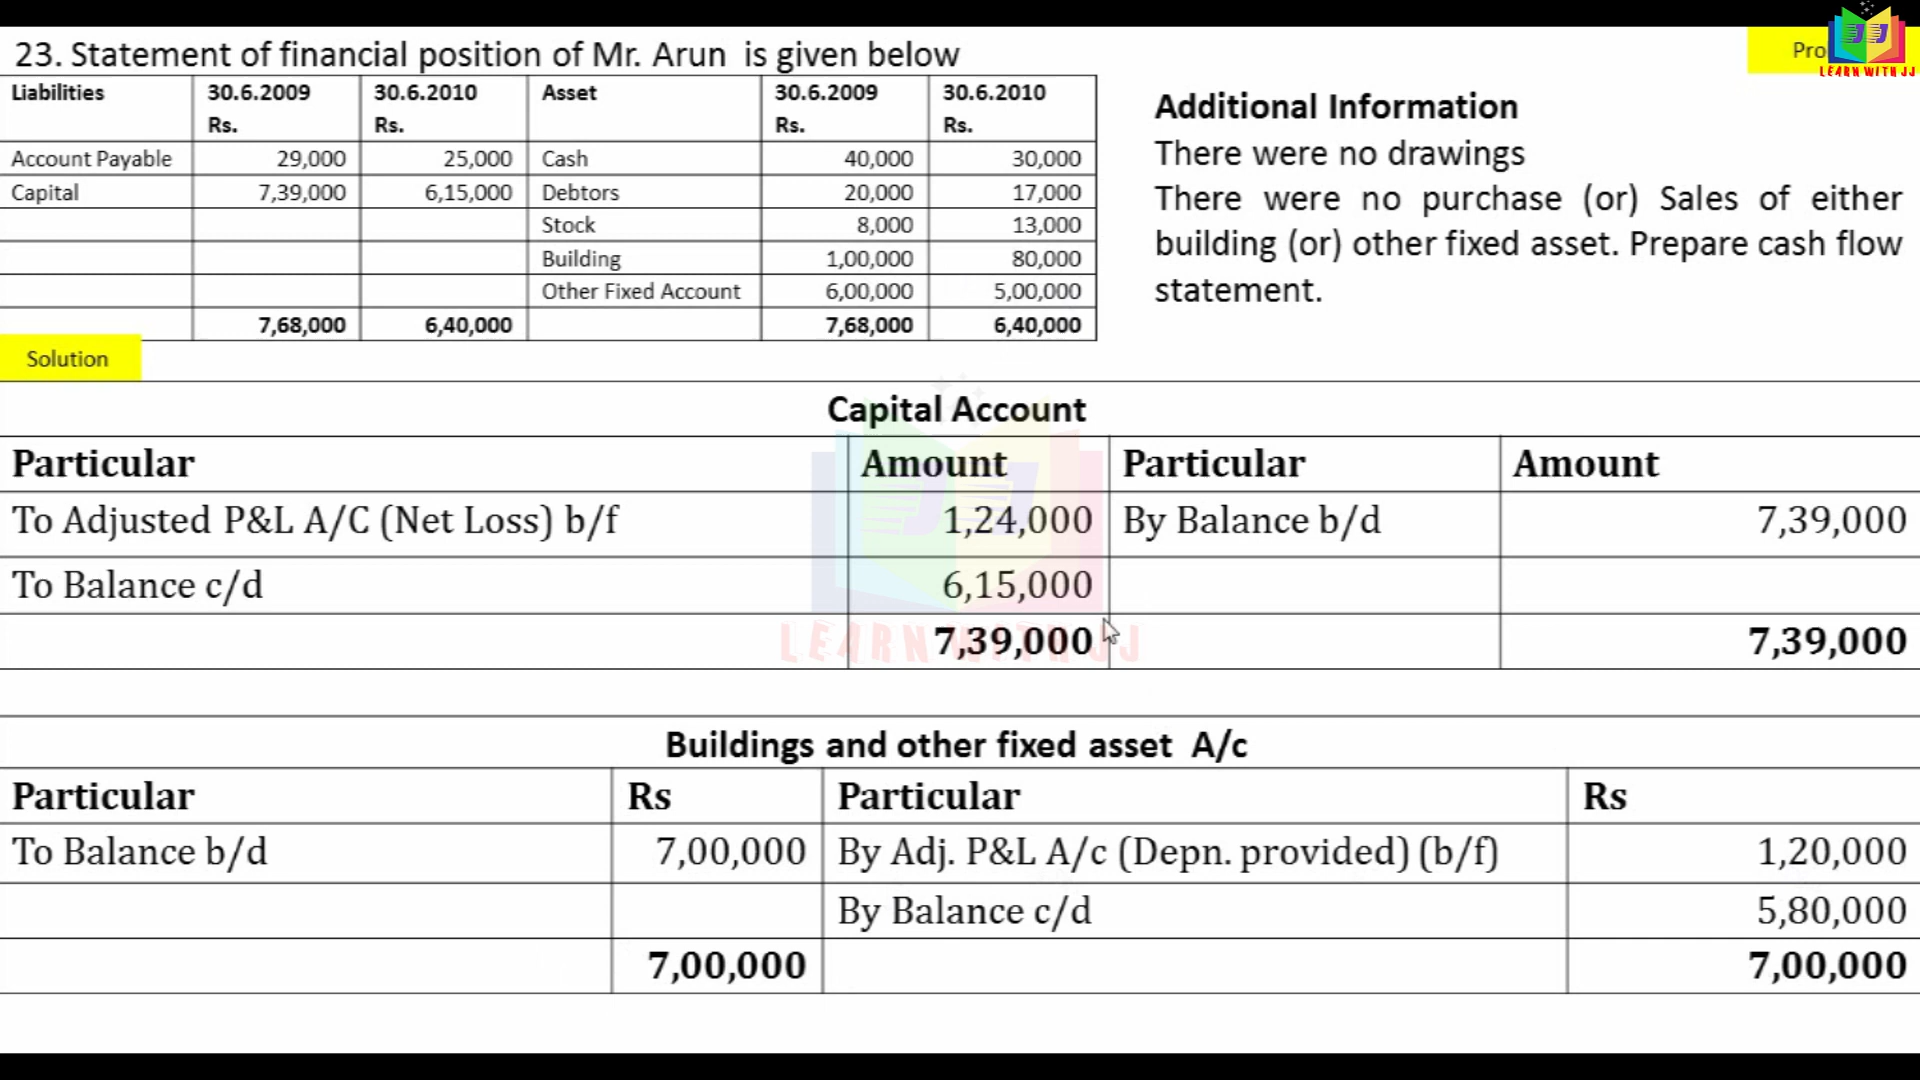 23. Statement of financial position of Mr. Arun is given below
Liabilities 30.6.2009 Rs. 30.6.2010 Rs. Asset 30.6.2009 Rs. 30.6.2010 Rs.
Account Payable 29,000 25,000 Cash 40,000 30,000
Capital 7,39,000 6,15,000 Debtors 20,000 17,000
Stock 8,000 13,000
Building 1,00,000 80,000
Other Fixed Account 6,00,000 5,00,000
7,68,000 6,40,000 7,68,000 6,40,000
LEARN WITH JJ
Additional Information
There were no drawings
There were no purchase (or) Sales of either
building (or) other fixed asset. Prepare cash flow
statement.
Solution
Capital Account
Particular Amount Particular Amount
To Adjusted P&L A/C (Net Loss) b/f 1,24,000 By Balance b/d 7,39,000
To Balance c/d 6,15,000
7,39,000 7,39,000
LEARN WITH JJ
Buildings and other fixed asset A/c
Particular Rs Particular Rs
To Balance b/d 7,00,000 By Adj. P&L A/c (Depn. provided) (b/f) 1,20,000
By Balance c/d 5,80,000
7,00,000 7,00,000